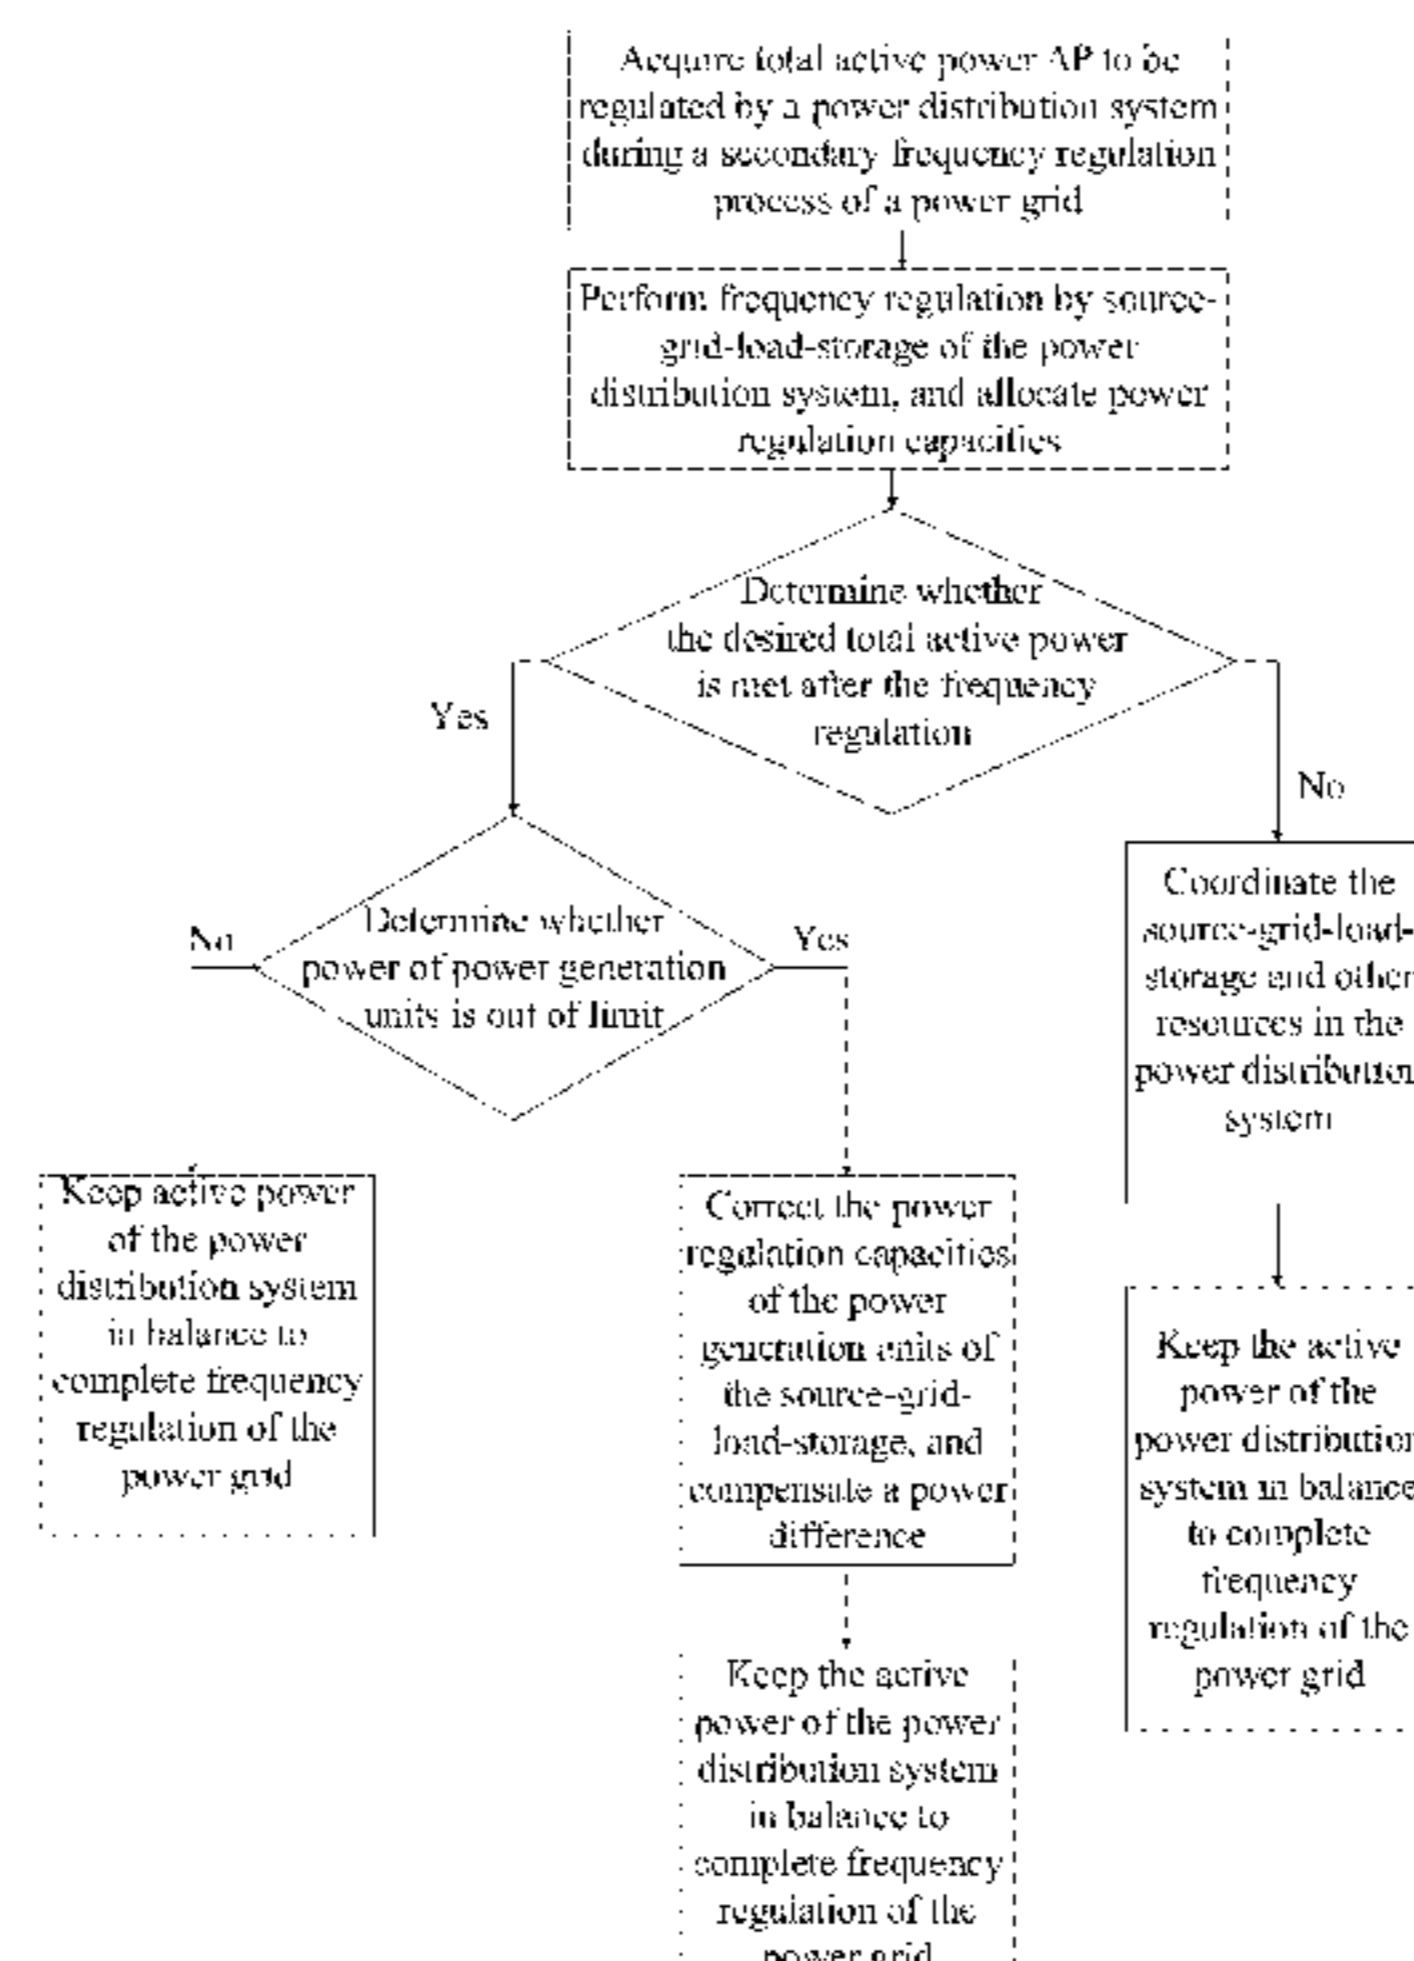 Acquire total active power ΔP to be
regulated by a power distribution system
during a secondary frequency regulation
process of a power grid
Perform frequency regulation by source-
grid-load-storage of the power
distribution system, and allocate power
regulation capacities
Determine whether
the desired total active power
is met after the frequency
regulation
Yes
No
Determine whether
power of power generation
units is out of limit
No
Yes
Coordinate the
source-grid-load-
storage and other
resources in the
power distribution
system
Keep active power
of the power
distribution system
in balance to
complete frequency
regulation of the
power grid
Correct the power
regulation capacities
of the power
generation units of
the source-grid-
load-storage, and
compensate a power
difference
Keep the active
power of the
power distribution
system in balance
to complete
frequency
regulation of the
power grid
Keep the active
power of the power
distribution system
in balance to
complete frequency
regulation of the
power grid